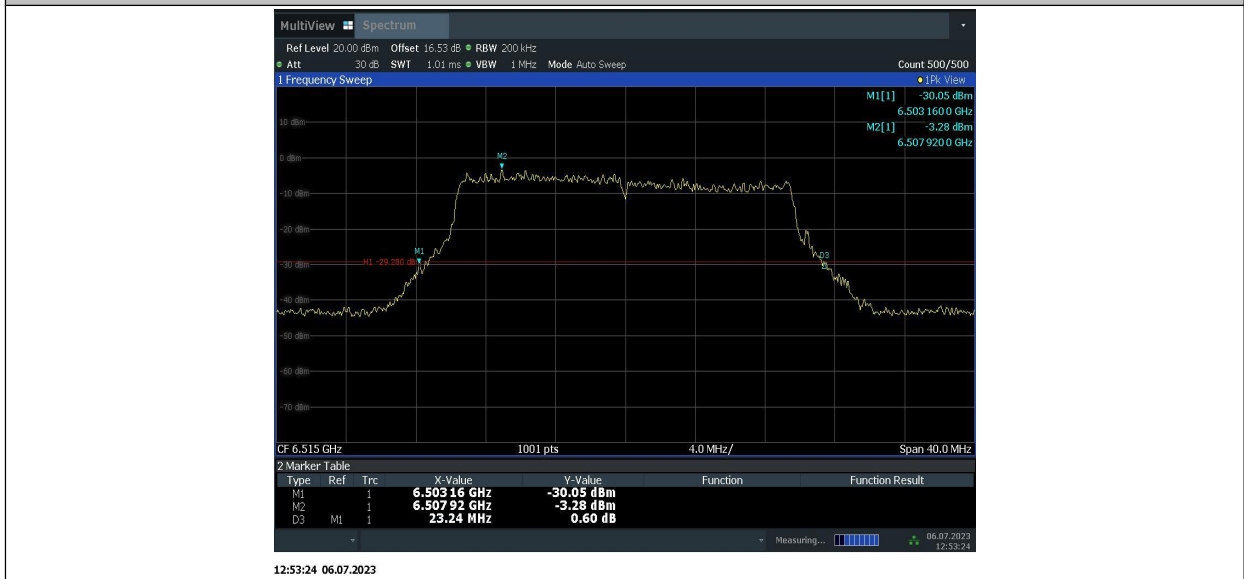 MultiView Spectrum
Ref Level 20.00 dBm Offset 16.53 dB RBW 200 kHz
Att 30 dB SWT 1.01 ms VBW 1 MHz Mode Auto Sweep Count 500/500
1 Frequency Sweep 1Pk View
M1[1] -30.05 dBm
6.503 160 0 GHz
10 dBm
M2[1] -3.28 dBm
6.507 920 0 GHz
0 dBm
M2
-10 dBm
-20 dBm
M1
D3
H1 -29.280 dB
-30 dBm
-40 dBm
-50 dBm
-60 dBm
-70 dBm
CF 6.515 GHz 1001 pts 4.0 MHz/ Span 40.0 MHz
2 Marker Table
Type Ref Trc X-Value Y-Value Function Function Result
M1 1 6.503 16 GHz -30.05 dBm
M2 1 6.507 92 GHz -3.28 dBm
D3 M1 1 23.24 MHz 0.60 dB
Measuring... 06.07.2023
12:53:24
12:53:24 06.07.2023